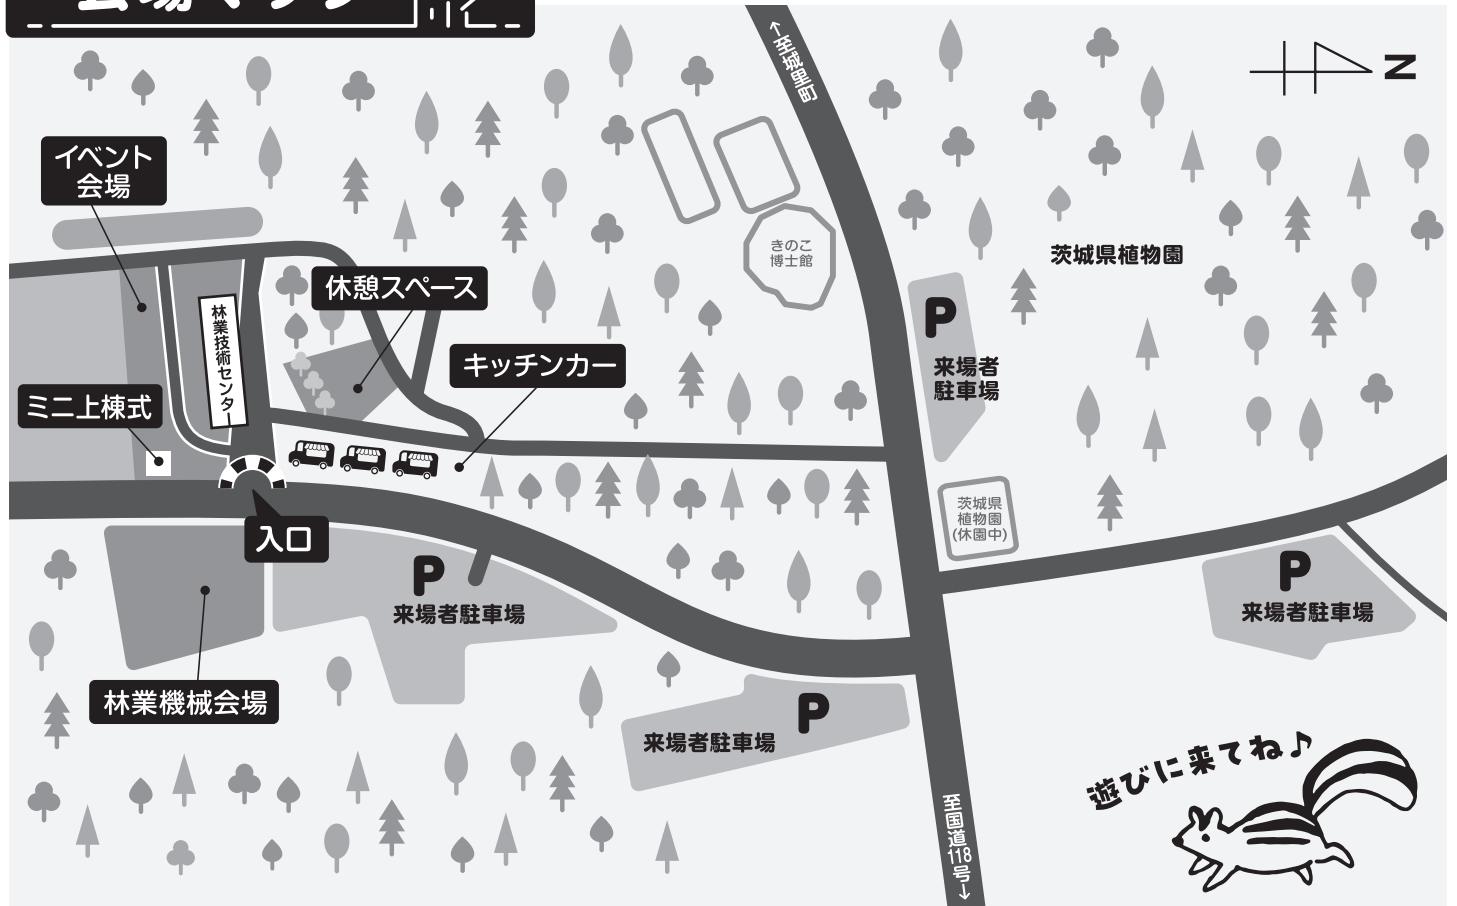 会場マップ
↑至城里町
N
イベント
会場
きのこ
博士館
茨城県植物園
休憩スペース
P
来場者
駐車場
林業技術センター
キッチンカー
ミニ上棟式
茨城県
植物園
(休園中)
入口
P
来場者駐車場
P
来場者駐車場
林業機械会場
P
来場者駐車場
遊びに来てね♪
至国道118号→